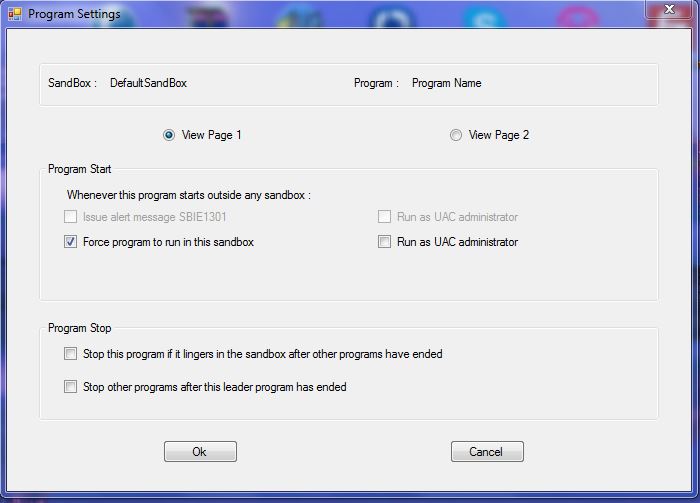 Program Settings
SandBox : DefaultSandBox Program : Program Name
View Page 1 View Page 2
Program Start
Whenever this program starts outside any sandbox :
Issue alert message SBIE1301 Run as UAC administrator
Force program to run in this sandbox Run as UAC administrator
Program Stop
Stop this program if it lingers in the sandbox after other programs have ended
Stop other programs after this leader program has ended
Ok Cancel